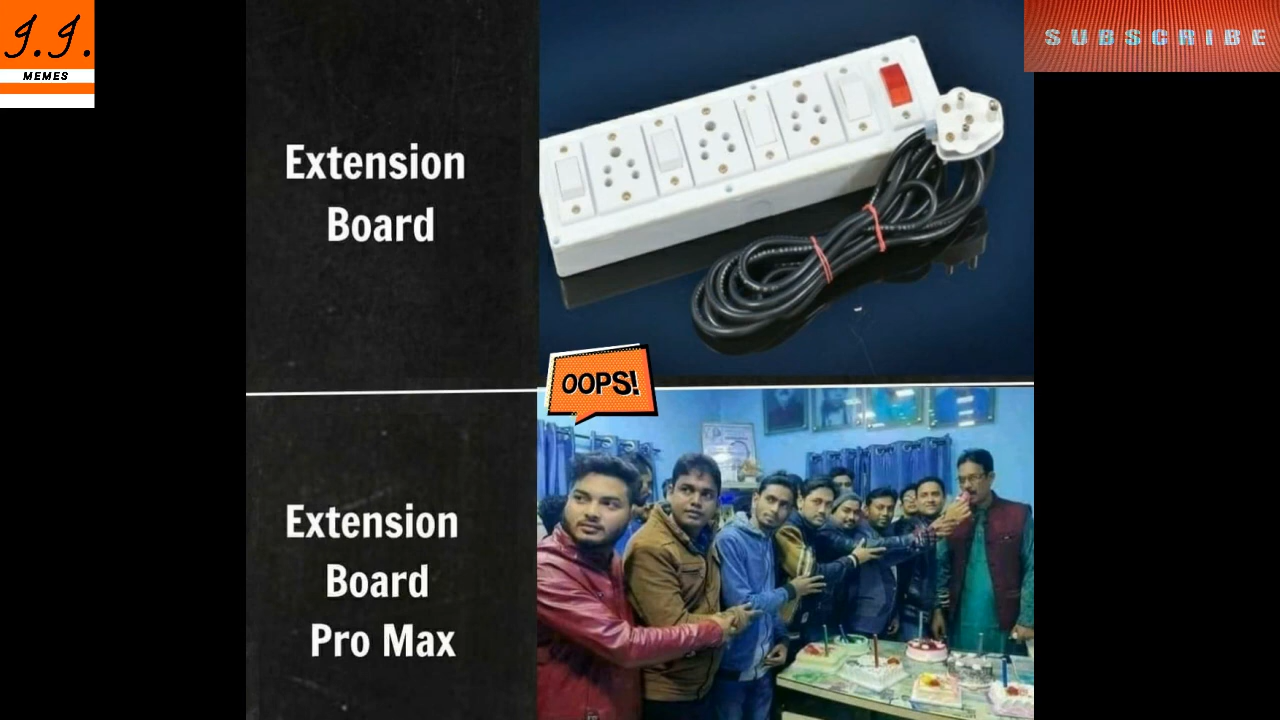 J.J.
MEMES
SUBSCRIBE
Extension
Board
OOPS!
Extension
Board
Pro Max